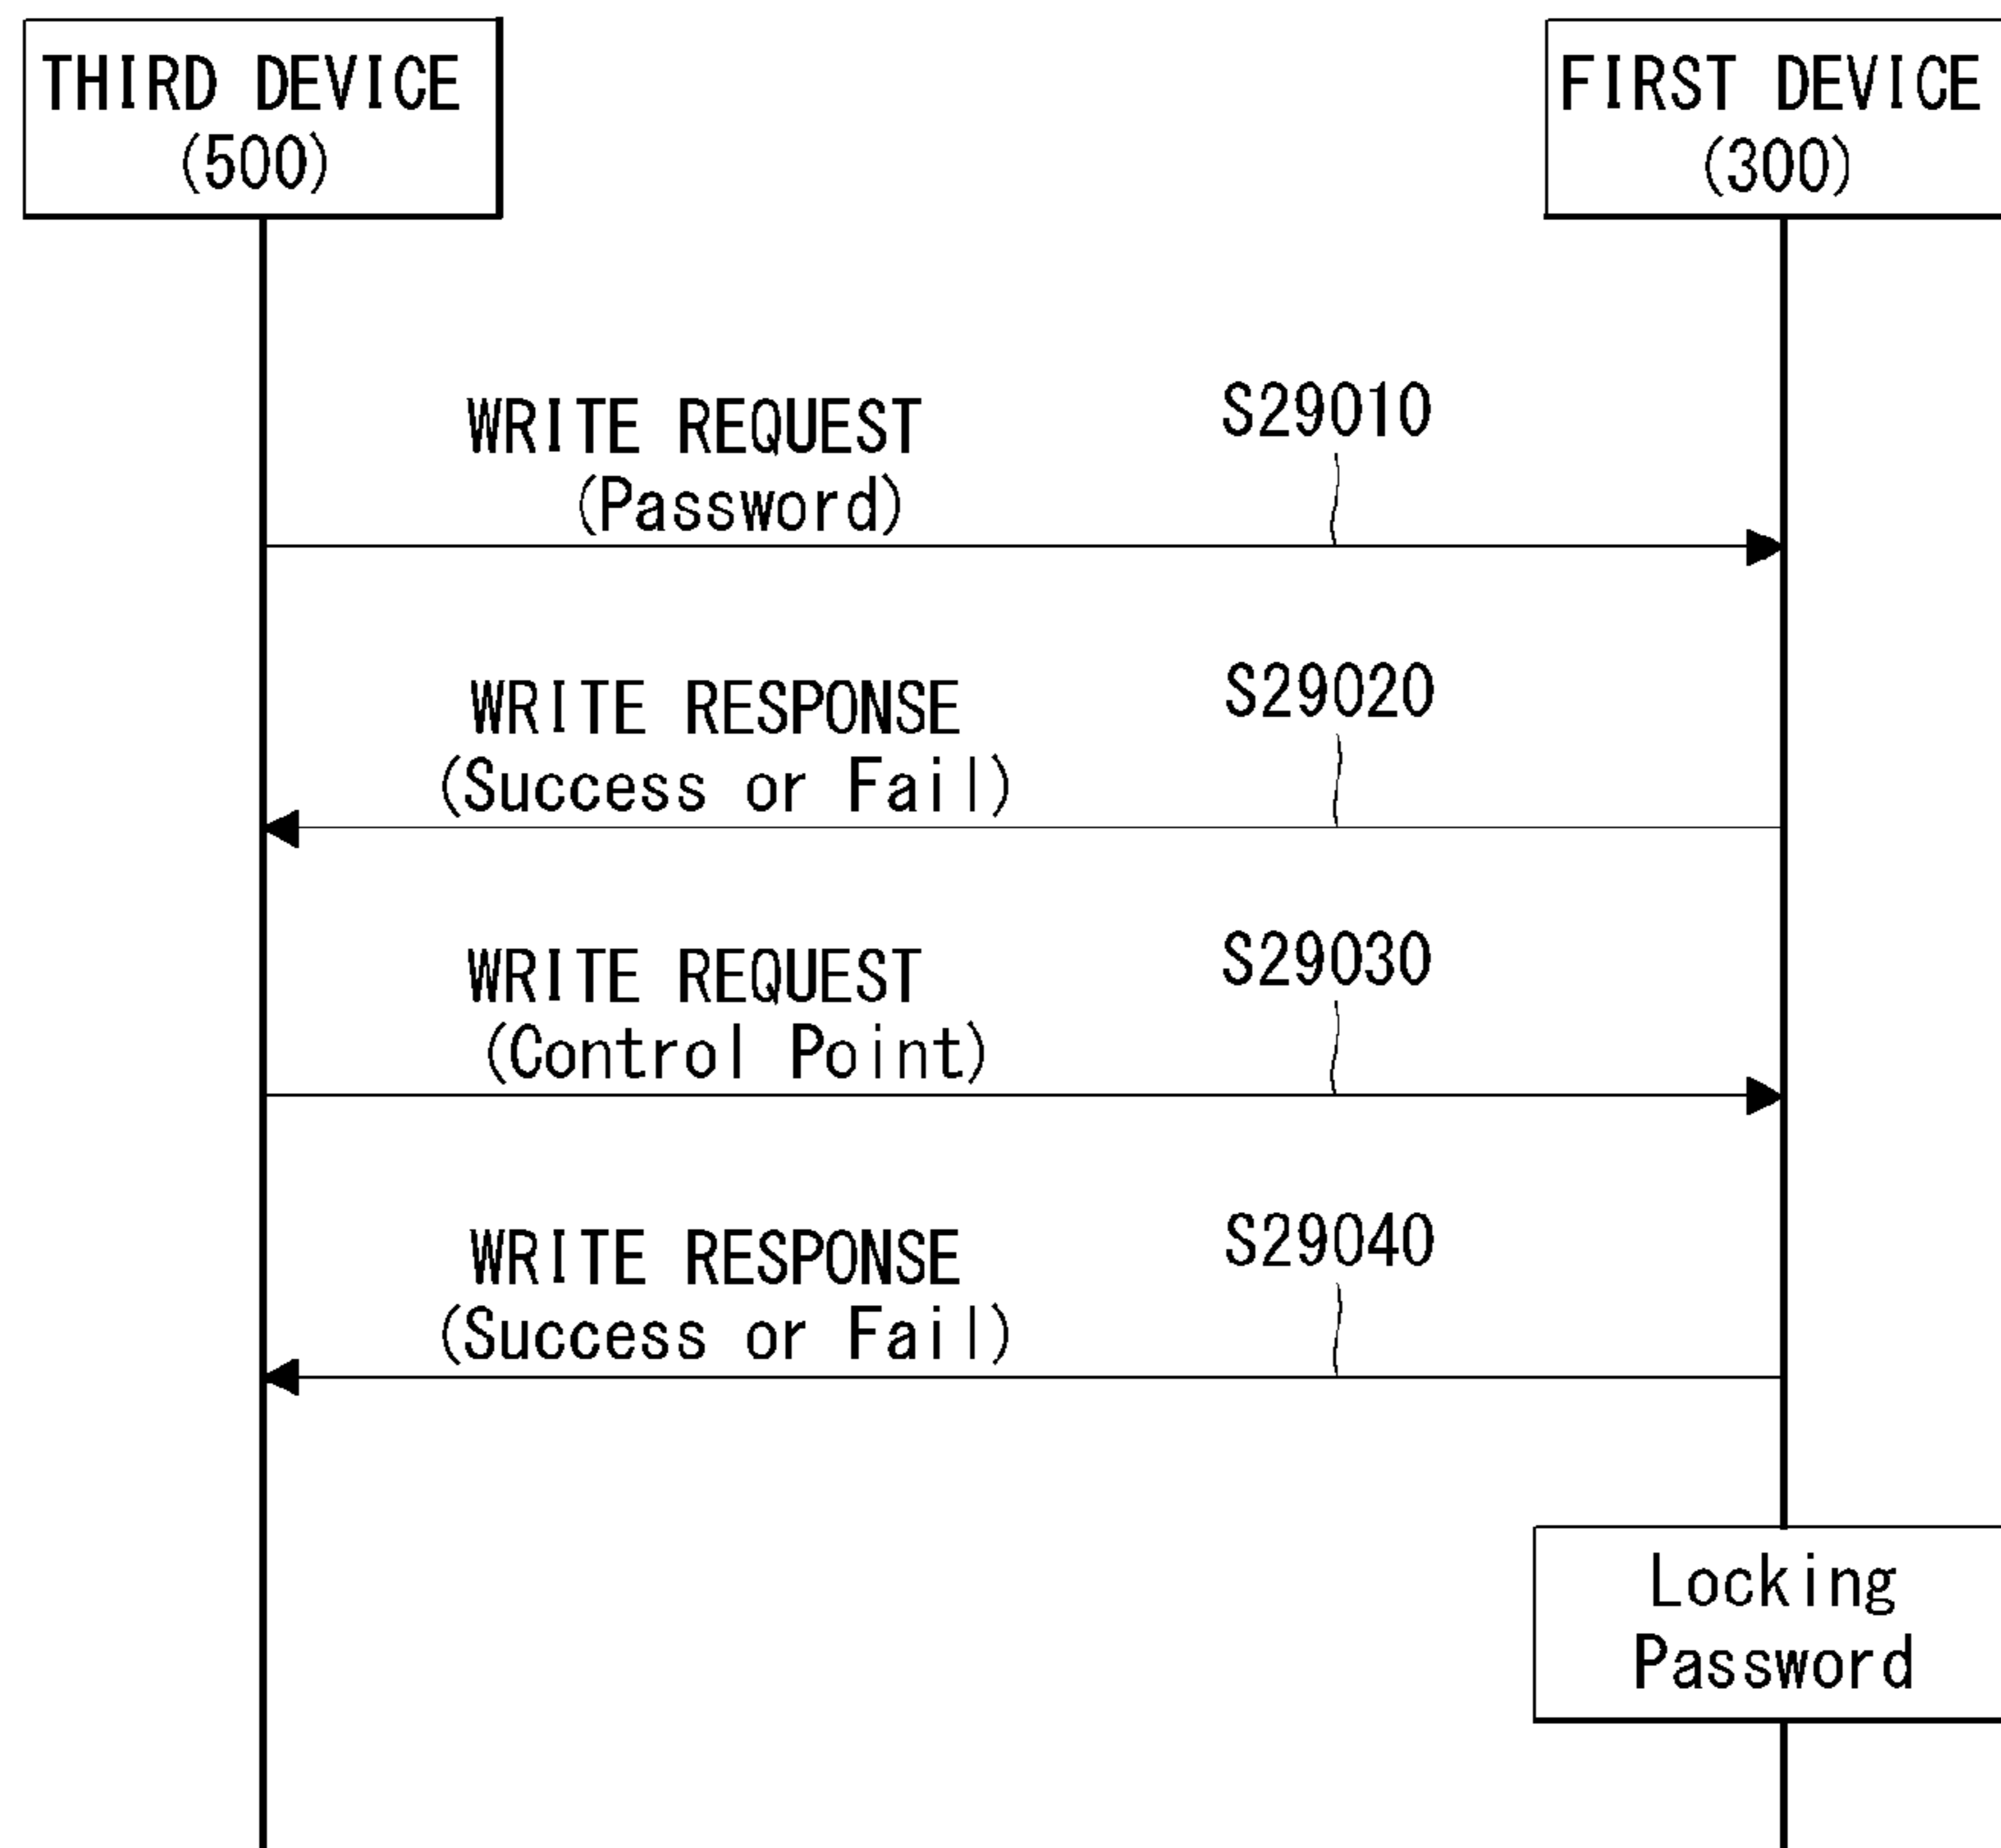 THIRD DEVICE
(500)
FIRST DEVICE
(300)
WRITE REQUEST
(Password)
S29010
WRITE RESPONSE
(Success or Fail)
S29020
WRITE REQUEST
(Control Point)
S29030
WRITE RESPONSE
(Success or Fail)
S29040
Locking
Password